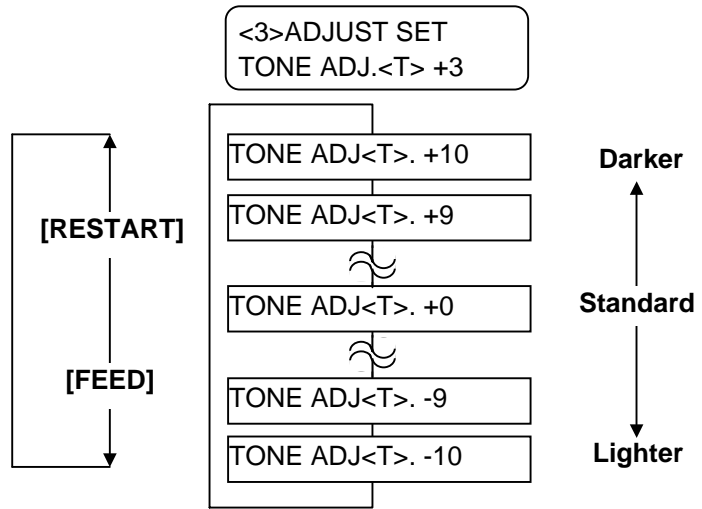 <3>ADJUST SET
TONE ADJ.<T> +3
TONE ADJ<T>. +10
Darker
TONE ADJ<T>. +9
[RESTART]
TONE ADJ<T>. +0
Standard
[FEED]
TONE ADJ<T>. -9
TONE ADJ<T>. -10
Lighter